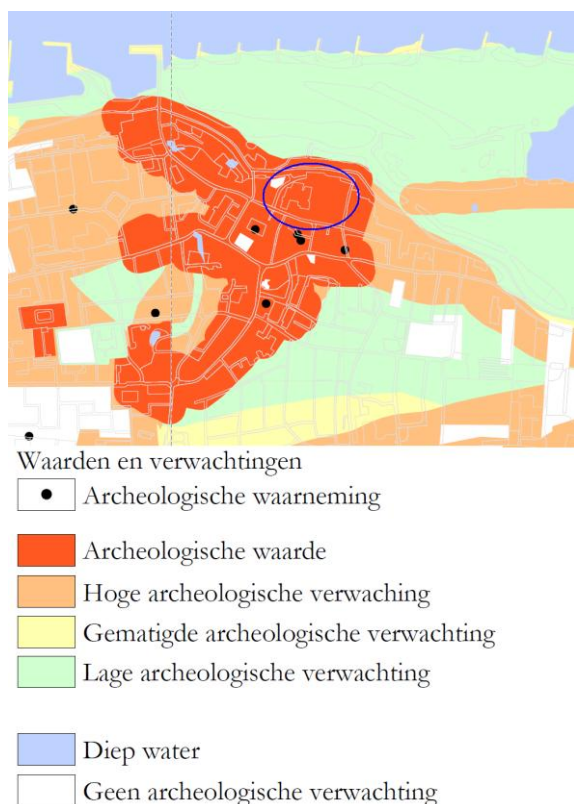 Waarden en verwachtingen
Archeologische waarneming
Archeologische waarde
Hoge archeologische verwaching
Gematigde archeologische verwachting
Lage archeologische verwachting
Diep water
Geen archeologische verwachting